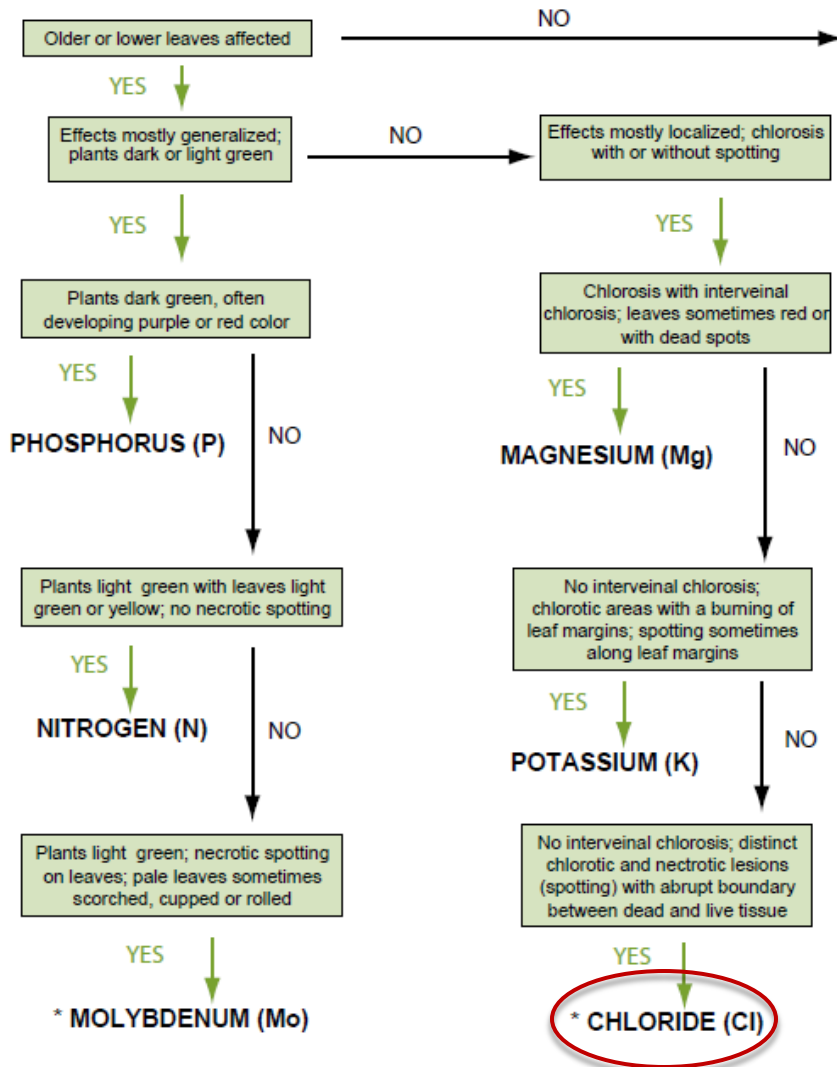 Older or lower leaves affected
NO
YES
Effects mostly generalized;
plants dark or light green
NO
Effects mostly localized; chlorosis
with or without spotting
YES
YES
Plants dark green, often
developing purple or red color
Chlorosis with interveinal
chlorosis; leaves sometimes red or
with dead spots
YES
NO
PHOSPHORUS (P)
YES
NO
MAGNESIUM (Mg)
Plants light green with leaves light
green or yellow; no necrotic spotting
No interveinal chlorosis;
chlorotic areas with a burning of
leaf margins; spotting sometimes
along leaf margins
YES
NO
NITROGEN (N)
YES
NO
POTASSIUM (K)
Plants light green; necrotic spotting
on leaves; pale leaves sometimes
scorched, cupped or rolled
No interveinal chlorosis; distinct
chlorotic and nectrotic lesions
(spotting) with abrupt boundary
between dead and live tissue
YES
YES
* MOLYBDENUM (Mo)
* CHLORIDE (Cl)